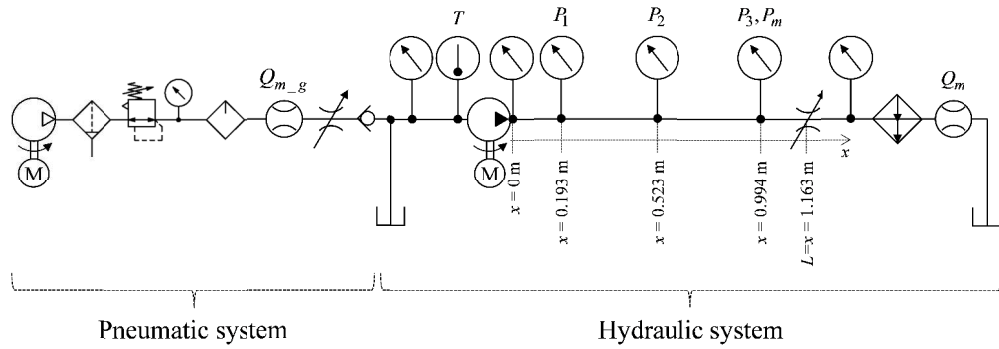 T
P1
P2
P3, Pm
Qm_g
Qm
M
M
x
x = 0 m
x = 0.193 m
x = 0.523 m
x = 0.994 m
L=x = 1.163 m
Pneumatic system
Hydraulic system